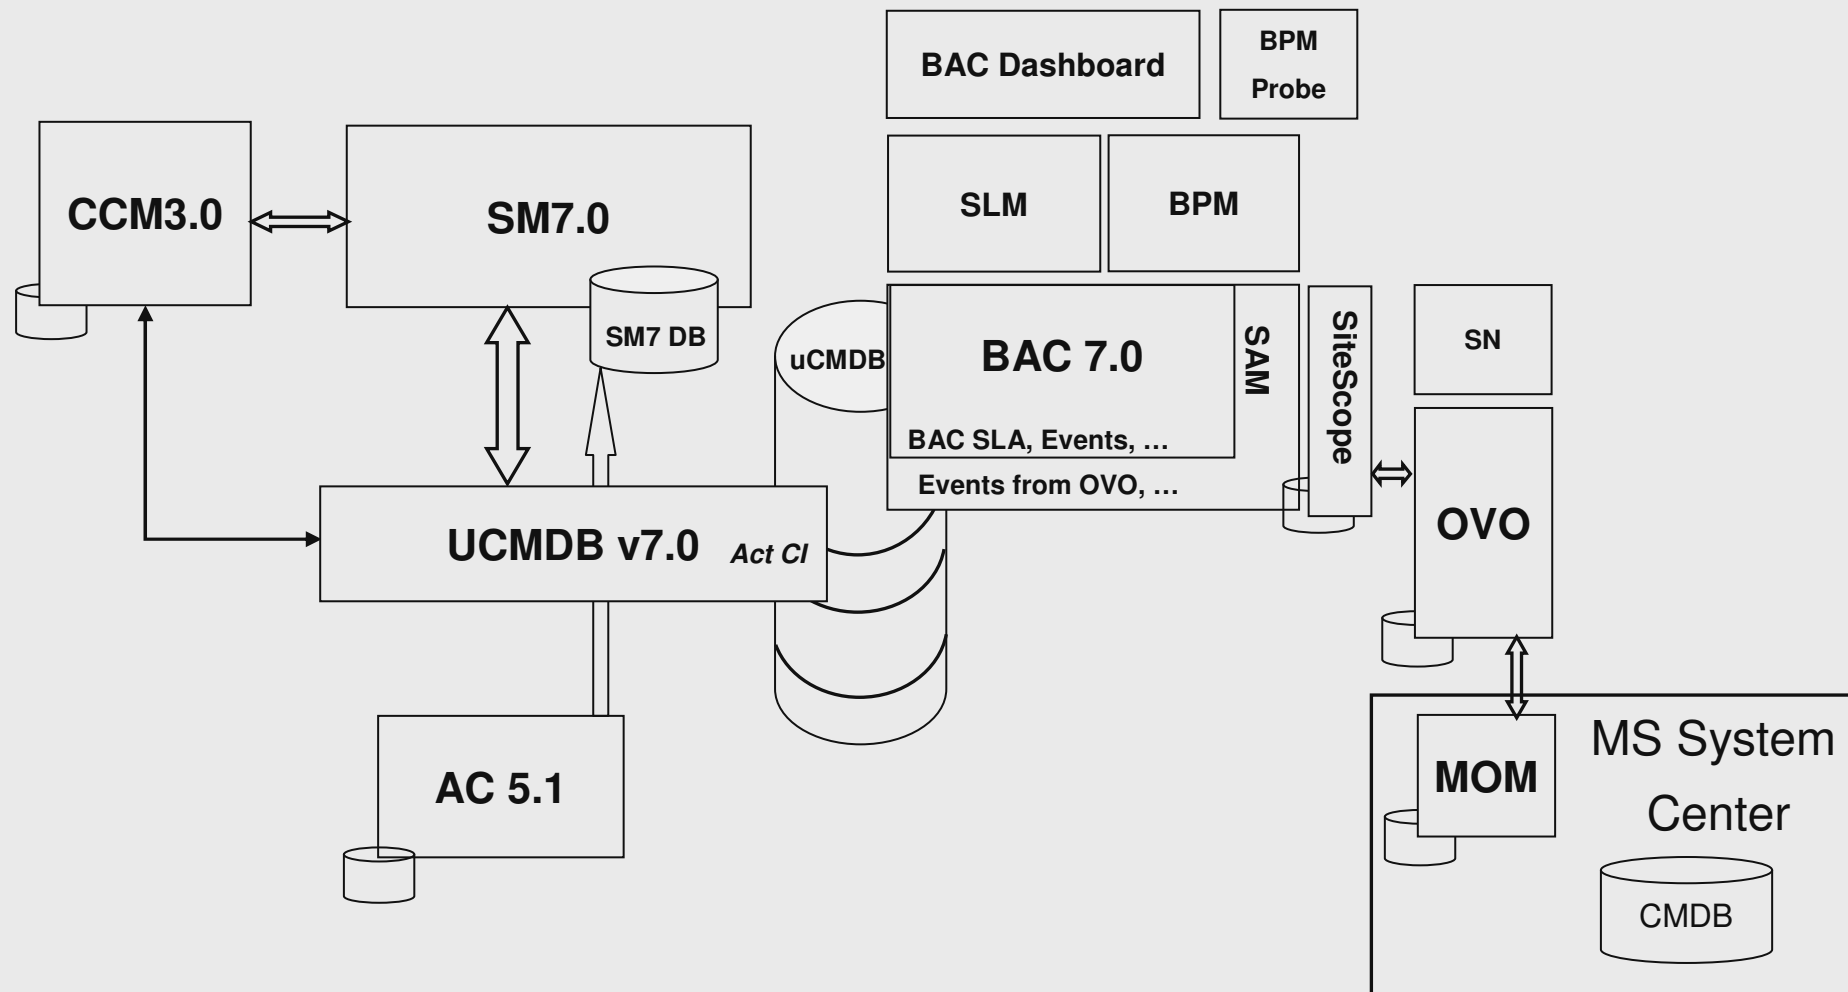 BAC Dashboard
BPM
Probe
CCM3.0
SM7.0
SLM
BPM
SM7 DB
uCMDB
BAC 7.0
SAM
SiteScope
SN
BAC SLA, Events, …
Events from OVO, …
OVO
UCMDB v7.0
Act CI
AC 5.1
MOM
MS System
Center
CMDB